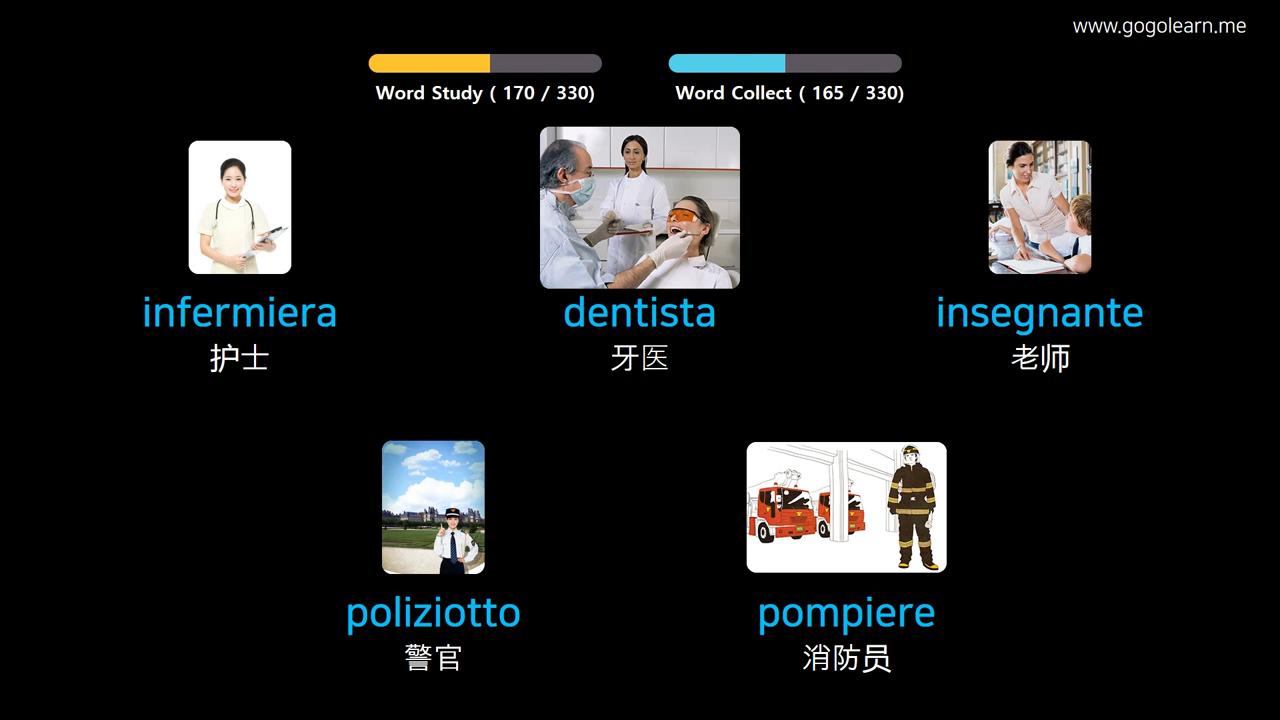 www.gogolearn.me
Word Study ( 170 / 330)
Word Collect ( 165 / 330)
infermiera
护士
dentista
牙医
insegnante
老师
poliziotto
警官
pompiere
消防员